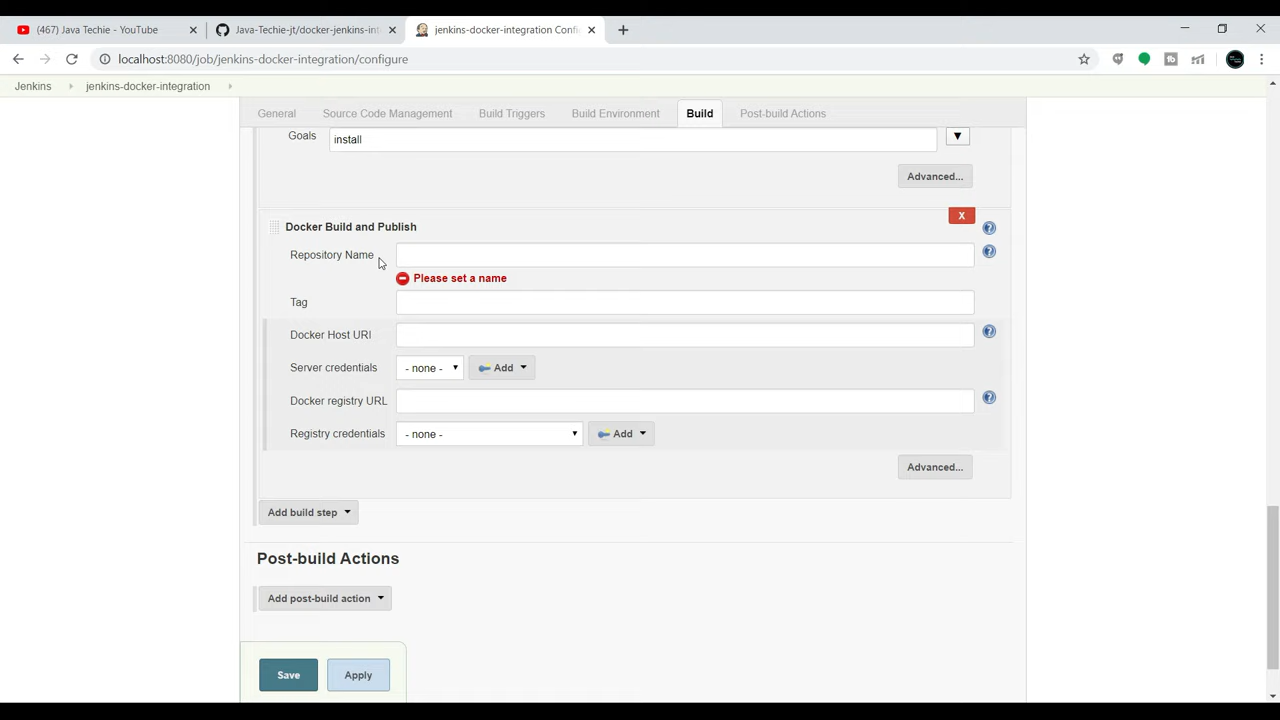 (467) Java Techie - YouTube
Java-Techie-jt/docker-jenkins-int
jenkins-docker-integration Confi
localhost:8080/job/jenkins-docker-integration/configure
Jenkins
jenkins-docker-integration
General
Source Code Management
Build Triggers
Build Environment
Build
Post-build Actions
Goals
install
Advanced...
X
Docker Build and Publish
Repository Name
Please set a name
Tag
Docker Host URI
Server credentials
- none -
Add
Docker registry URL
Registry credentials
- none -
Add
Advanced...
Add build step
Post-build Actions
Add post-build action
Save
Apply